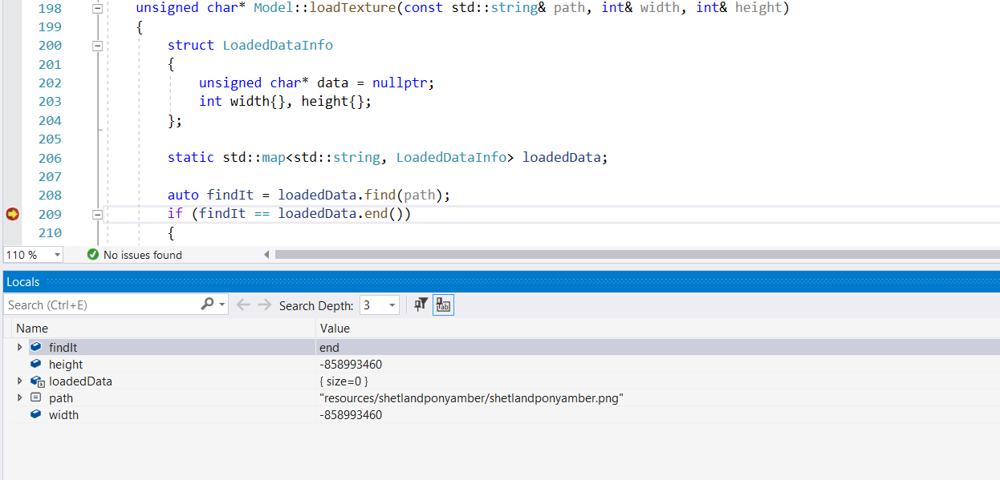 198 unsigned char* Model::loadTexture(const std::string& path, int& width, int& height)
199 {
200 struct LoadedDataInfo
201 {
202 unsigned char* data = nullptr;
203 int width{}, height{};
204 };
205
206 static std::map<std::string, LoadedDataInfo> loadedData;
207
208 auto findIt = loadedData.find(path);
209 if (findIt == loadedData.end())
210 {
110 % No issues found
Locals
Search (Ctrl+E) Search Depth: 3
Name Value
findIt end
height -858993460
loadedData { size=0 }
path "resources/shetlandponyamber/shetlandponyamber.png"
width -858993460